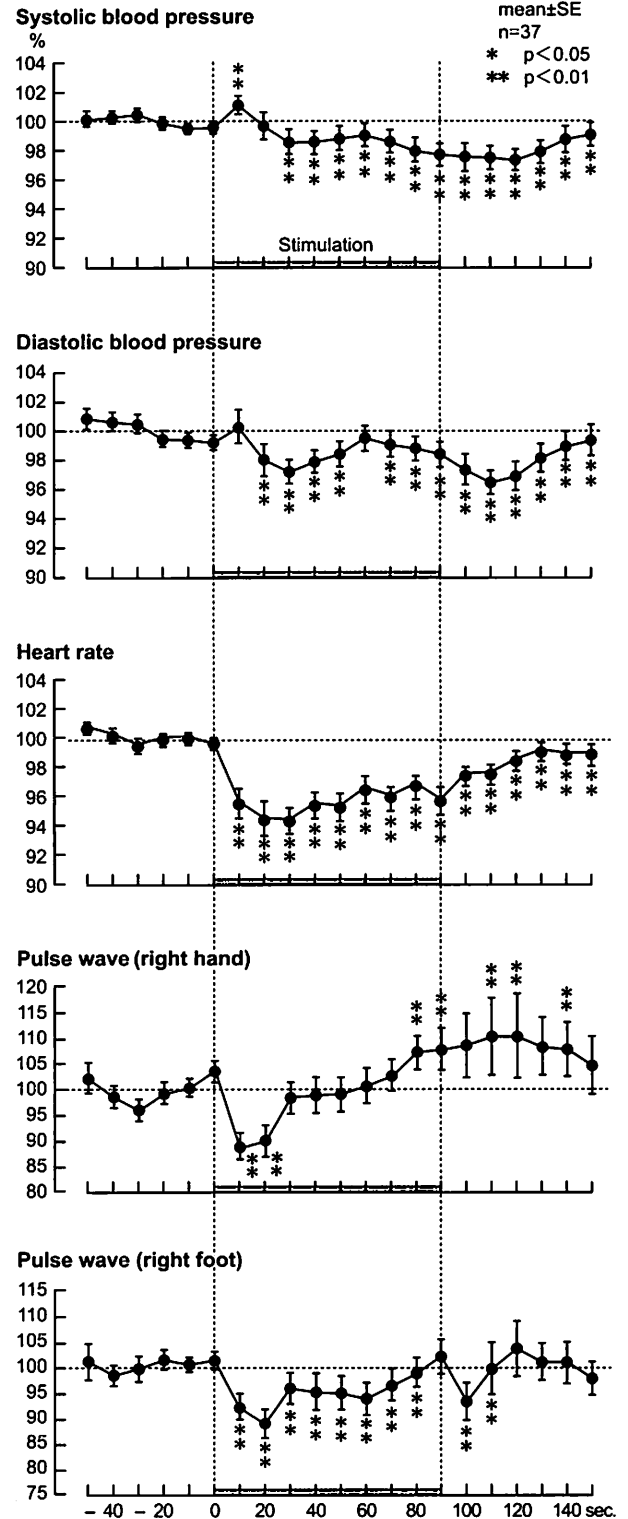 Systolic blood pressure
mean±SE
n=37
* p<0.05
** p<0.01
%
104
102
100
98
96
94
92
90
**
** ** ** ** ** ** ** ** ** ** ** ** **
Stimulation
Diastolic blood pressure
104
102
100
98
96
94
92
90
** ** ** ** ** ** ** ** ** ** ** ** **
Heart rate
104
102
100
98
96
94
92
90
** ** ** ** ** ** ** ** ** ** ** ** ** ** **
Pulse wave (right hand)
120
110
105
100
95
90
85
80
** ** ** ** **
** **
Pulse wave (right foot)
115
110
105
100
95
90
85
80
75
** ** ** ** ** ** ** ** ** **
– 40 – 20 0 20 40 60 80 100 120 140 sec.